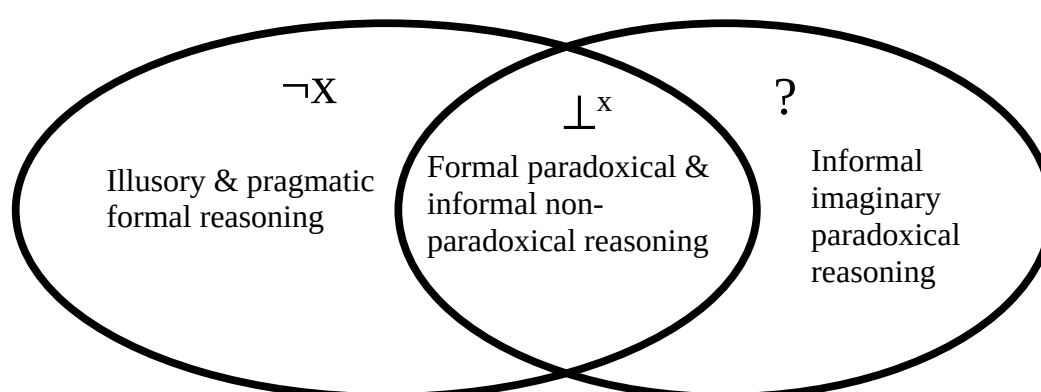 ¬x
Illusory & pragmatic
formal reasoning
⊥ˣ
Formal paradoxical &
informal non-
paradoxical reasoning
?
Informal
imaginary
paradoxical
reasoning